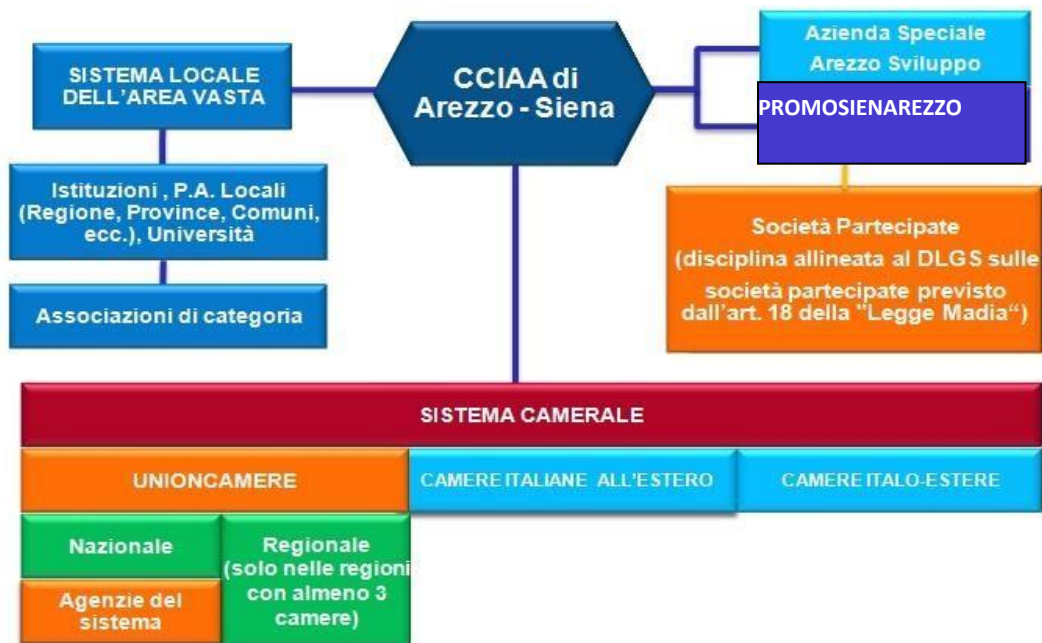 SISTEMA LOCALE
DELL'AREA VASTA
CCIAA di
Arezzo - Siena
Azienda Speciale
Arezzo Sviluppo
PROMOSIENAREZZO
Istituzioni , P.A. Locali
(Regione, Province, Comuni,
ecc.), Università
Associazioni di categoria
Società Partecipate
(disciplina allineata al DLGS sulle
società partecipate previsto
dall'art. 18 della "Legge Madia“)
SISTEMA CAMERALE
UNIONCAMERE
CAMERE ITALIANE ALL'ESTERO
CAMERE ITALO-ESTERE
Nazionale
Agenzie del
sistema
Regionale
(solo nelle regioni
con almeno 3
camere)